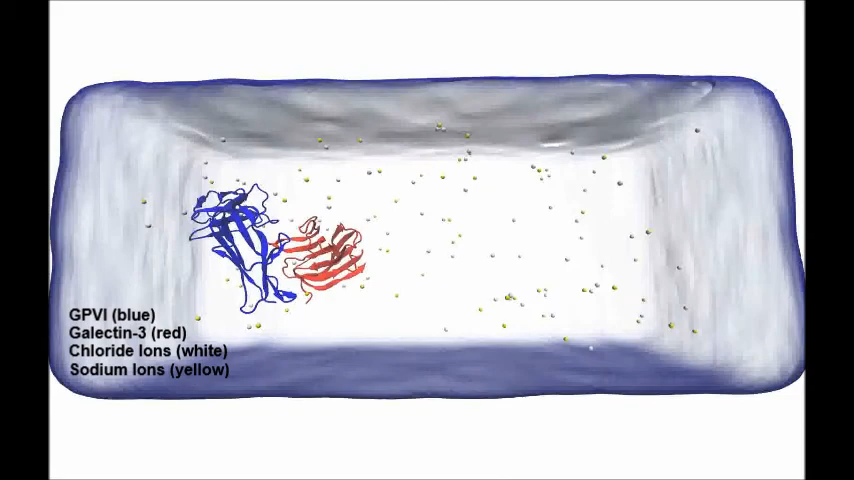 GPVI (blue)
Galectin-3 (red)
Chloride Ions (white)
Sodium Ions (yellow)